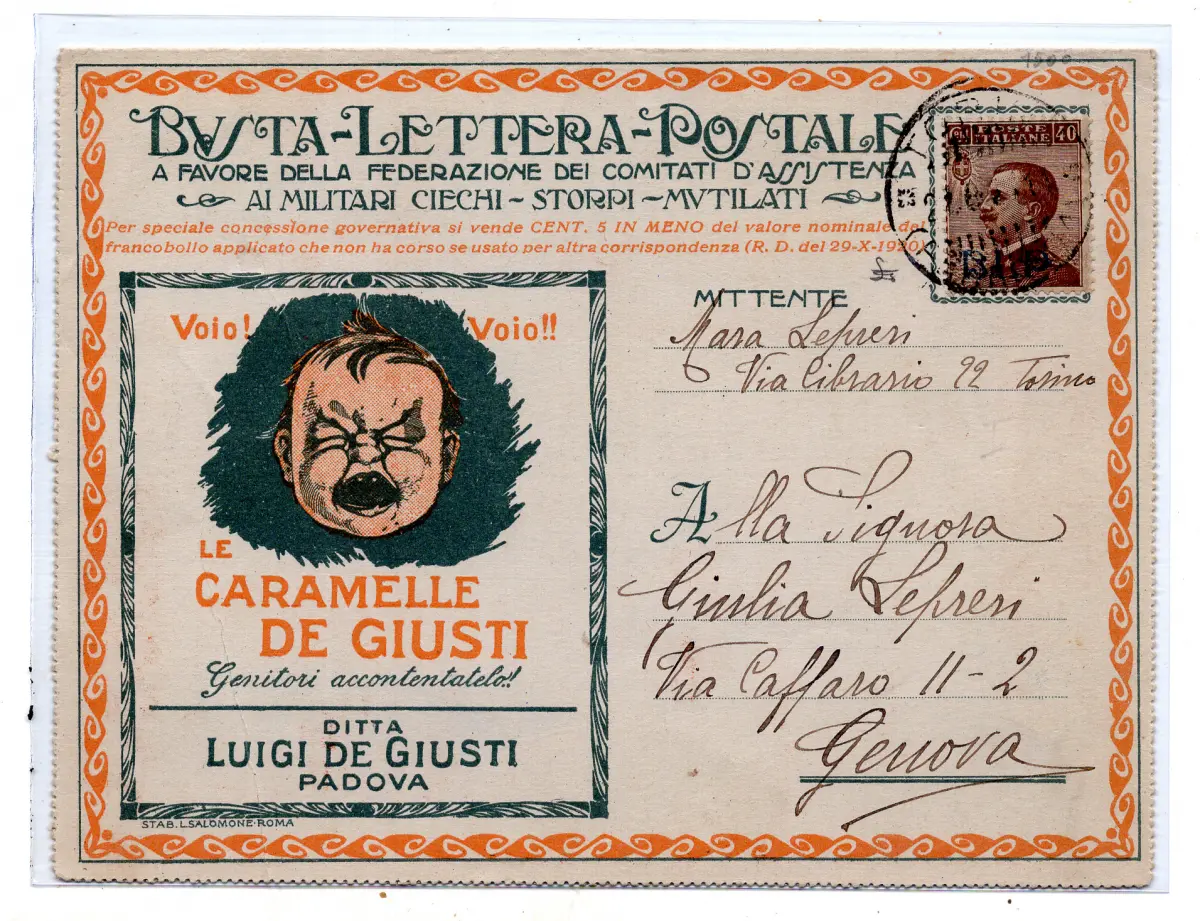 1500
BVSTA-LETTERA-POSTALE
A FAVORE DELLA FEDERAZIONE DEI COMITATI D'ASSISTENZA
AI MILITARI CIECHI - STORPI - MVTILATI
Per speciale concessione governativa si vende CENT. 5 IN MENO del valore nominale del
francobollo applicato che non ha corso se usato per altra corrispondenza (R. D. del 29-X-1920)
POSTE
ITALIANE
40
B.L.P.
MITTENTE
Mara Lepreri
Via Cibrario 22 Torino
Voio! Voio!!
LE
CARAMELLE
DE GIUSTI
Genitori accontentatelo!!
DITTA
LUIGI DE GIUSTI
PADOVA
STAB.L.SALOMONE-ROMA
Alla Signora
Giulia Lepreri
Via Caffaro 11-2
Genova